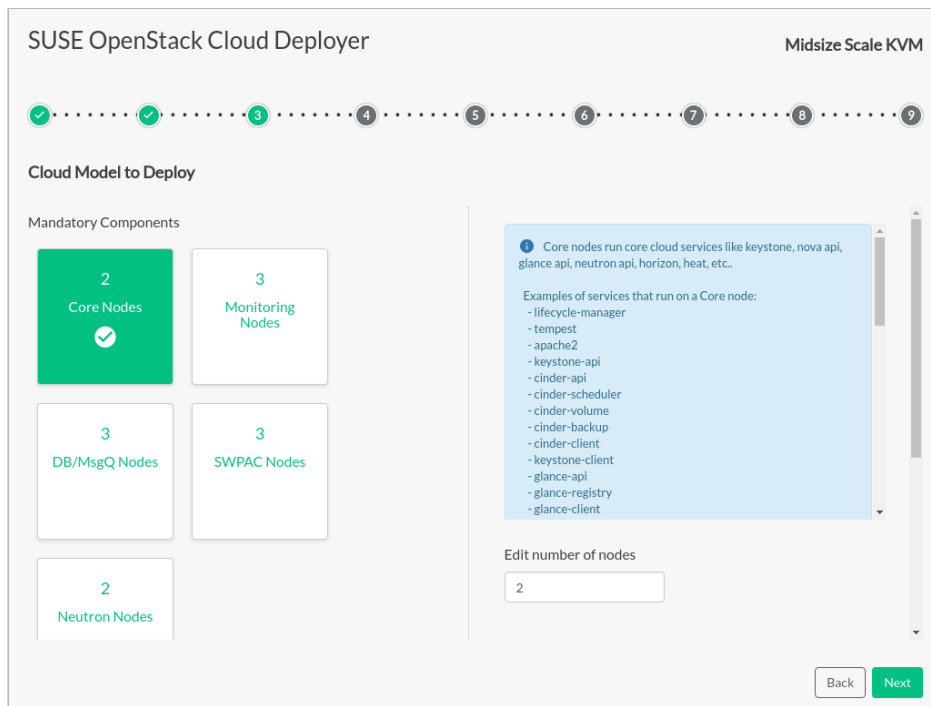 SUSE OpenStack Cloud Deployer
Midsize Scale KVM
3
4
5
6
7
8
9
Cloud Model to Deploy
Mandatory Components
2
Core Nodes
3
Monitoring
Nodes
3
DB/MsgQ Nodes
3
SWPAC Nodes
2
Neutron Nodes
Core nodes run core cloud services like keystone, nova api,
glance api, neutron api, horizon, heat, etc..
Examples of services that run on a Core node:
- lifecycle-manager
- tempest
- apache2
- keystone-api
- cinder-api
- cinder-scheduler
- cinder-volume
- cinder-backup
- cinder-client
- keystone-client
- glance-api
- glance-registry
- glance-client
Edit number of nodes
2
Back
Next